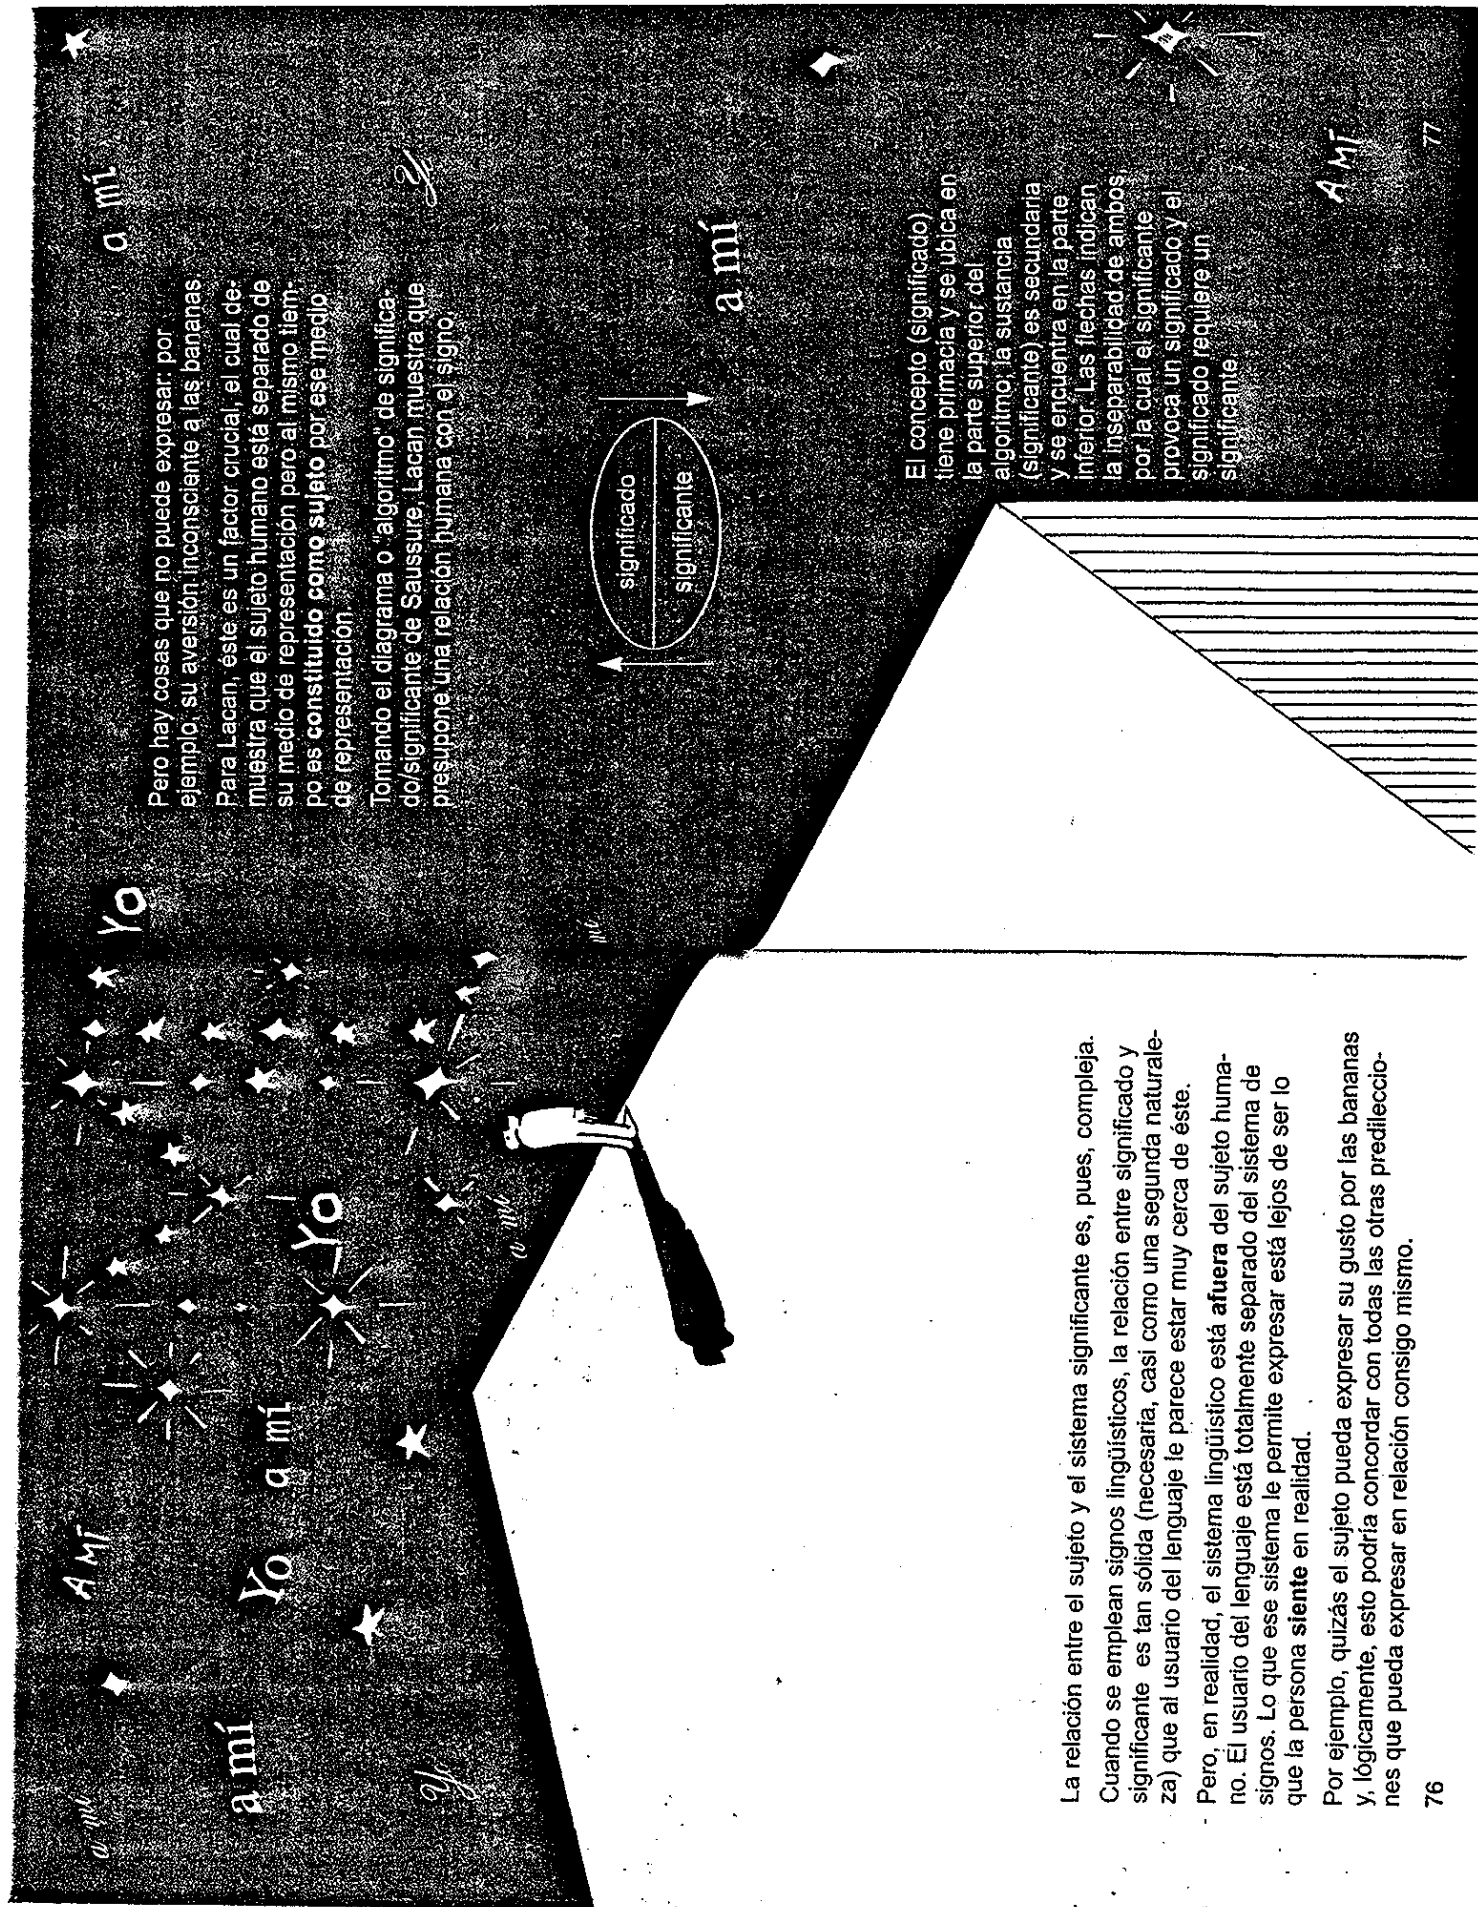 a mí
AMÍ
a mí
Yo
a mí
Yo
Y
a mí
mí
La relación entre el sujeto y el sistema significante es, pues, compleja.
Cuando se emplean signos lingüísticos, la relación entre significado y
significante es tan sólida (necesaria, casi como una segunda naturale-
za) que al usuario del lenguaje le parece estar muy cerca de éste.
Pero, en realidad, el sistema lingüístico está afuera del sujeto huma-
no. El usuario del lenguaje está totalmente separado del sistema de
signos. Lo que ese sistema le permite expresar está lejos de ser lo
que la persona siente en realidad.
Por ejemplo, quizás el sujeto pueda expresar su gusto por las bananas
y, lógicamente, esto podría concordar con todas las otras predileccio-
nes que pueda expresar en relación consigo mismo.
76
Yo
a mí
Pero hay cosas que no puede expresar: por
ejemplo, su aversión inconsciente a las bananas
Para Lacan, éste es un factor crucial, el cual de-
muestra que el sujeto humano está separado de
su medio de representación pero al mismo tiem-
po es constituido como sujeto por ese medio
de representación.
Y
Tomando el diagrama o "algoritmo" de significa-
do/significante de Saussure, Lacan muestra que
presupone una relación humana con el signo
significado
significante
a mí
El concepto (significado)
tiene primacía y se ubica en
la parte superior del
algoritmo; la sustancia
(significante) es secundaria
y se encuentra en la parte
inferior. Las flechas indican
la inseparabilidad de ambos,
por la cual el significante
provoca un significado y el
significado requiere un
significante.
A MÍ
77